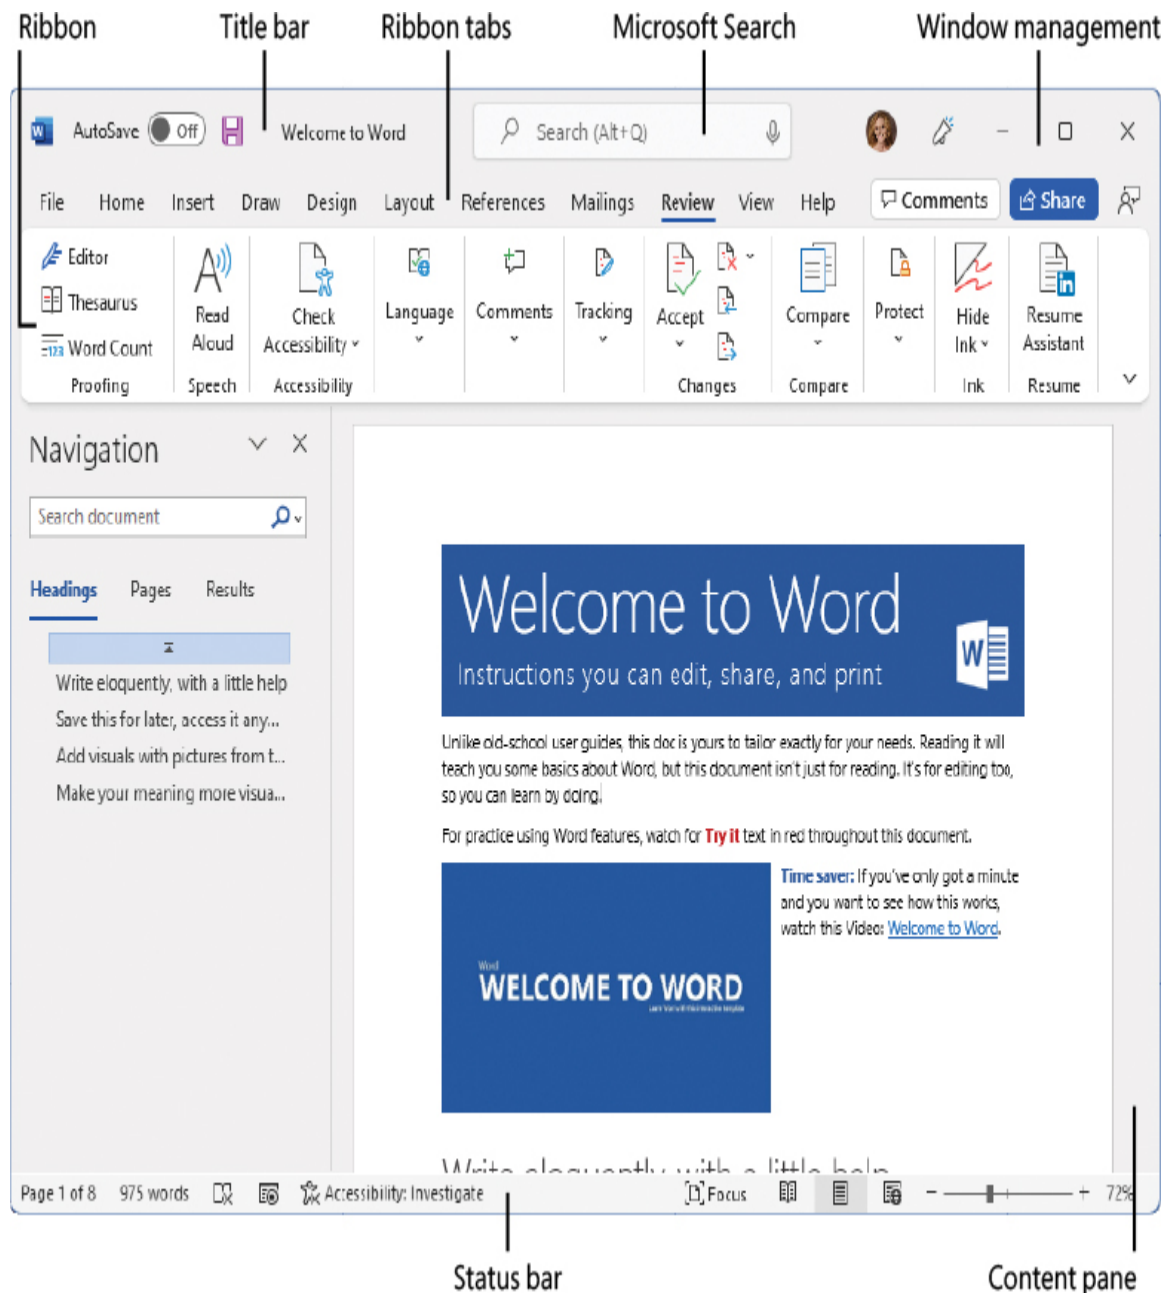 Ribbon
Title bar
Ribbon tabs
Microsoft Search
Window management
AutoSave Off
Welcome to Word
Search (Alt+Q)
File Home Insert Draw Design Layout References Mailings Review View Help Comments Share
Editor
Thesaurus
Word Count
Proofing
Read
Aloud
Speech
Check
Accessibility
Accessibility
Language
Comments
Tracking
Accept
Changes
Compare
Compare
Protect
Hide
Ink
Ink
Resume
Assistant
Resume
Navigation
Search document
Headings Pages Results
Write eloquently, with a little help
Save this for later, access it any...
Add visuals with pictures from t...
Make your meaning more visua...
Welcome to Word
Instructions you can edit, share, and print
Unlike old-school user guides, this doc is yours to tailor exactly for your needs. Reading it will
teach you some basics about Word, but this document isn't just for reading. It's for editing too,
so you can learn by doing.
For practice using Word features, watch for Try it text in red throughout this document.
Time saver: If you've only got a minute
and you want to see how this works,
watch this Video: Welcome to Word.
Word
WELCOME TO WORD
Write eloquently, with a little help
Page 1 of 8 975 words Accessibility: Investigate Focus 72%
Status bar
Content pane